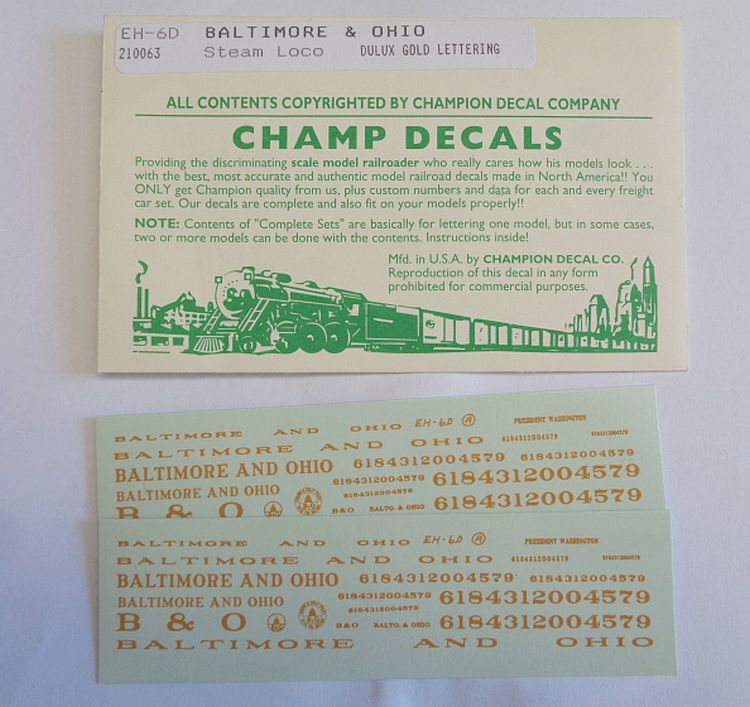 EH-6D BALTIMORE & OHIO
210063 Steam Loco DULUX GOLD LETTERING
ALL CONTENTS COPYRIGHTED BY CHAMPION DECAL COMPANY
CHAMP DECALS
Providing the discriminating scale model railroader who really cares how his models look . . .
with the best, most accurate and authentic model railroad decals made in North America!! You
ONLY get Champion quality from us, plus custom numbers and data for each and every freight
car set. Our decals are complete and also fit on your models properly!!
NOTE: Contents of "Complete Sets" are basically for lettering one model, but in some cases,
two or more models can be done with the contents. Instructions inside!
Mfd. in U.S.A. by CHAMPION DECAL CO.
Reproduction of this decal in any form
prohibited for commercial purposes.
BALTIMORE AND OHIO EH-6D A PRESIDENT WASHINGTON
BALTIMORE AND OHIO 6184312004579
BALTIMORE AND OHIO 6184312004579 6184312004579
BALTIMORE AND OHIO 6184312004579 6184312004579
B & O B&O BALTO. & OHIO 6184312004579
BALTIMORE AND OHIO EH-6D A PRESIDENT WASHINGTON
BALTIMORE AND OHIO 6184312004579 6184312004579
BALTIMORE AND OHIO 6184312004579 6184312004579
BALTIMORE AND OHIO 6184312004579 6184312004579
6184312004579
B & O B&O BALTO. & OHIO 6184312004579
BALTIMORE AND OHIO